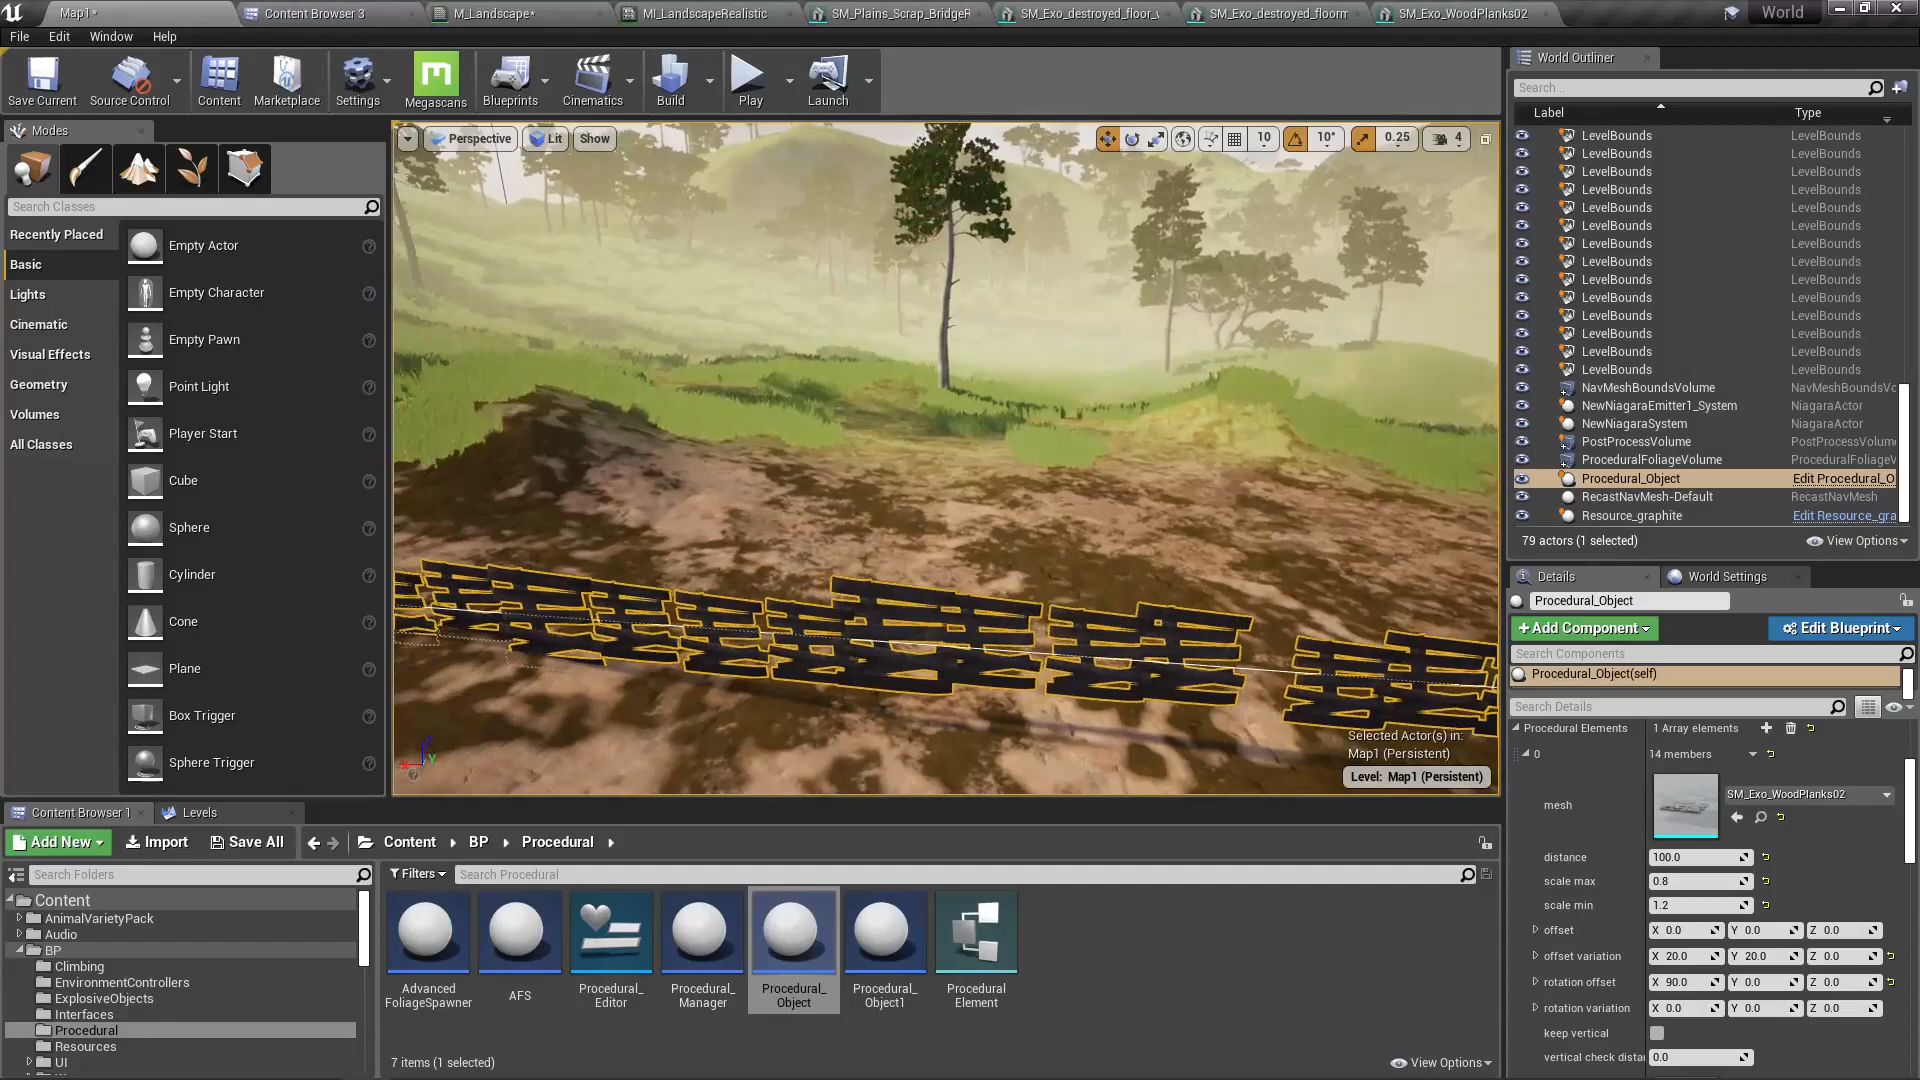 Map1*
Content Browser 3
M_Landscape*
MI_LandscapeRealistic
SM_Plains_Scrap_BridgeR
SM_Exo_destroyed_floor_
SM_Exo_destroyed_floorm
SM_Exo_WoodPlanks02
World
File Edit Window Help
Save Current
Source Control
Content
Marketplace
Settings
Megascans
Blueprints
Cinematics
Build
Play
Launch
Modes
Search Classes
Recently Placed
Basic
Lights
Cinematic
Visual Effects
Geometry
Volumes
All Classes
Empty Actor
Empty Character
Empty Pawn
Point Light
Player Start
Cube
Sphere
Cylinder
Cone
Plane
Box Trigger
Sphere Trigger
Perspective Lit Show
10 10° 0.25 4
Selected Actor(s) in:
Map1 (Persistent)
Level: Map1 (Persistent)
World Outliner
Search...
Label Type
LevelBounds LevelBounds
LevelBounds LevelBounds
LevelBounds LevelBounds
LevelBounds LevelBounds
LevelBounds LevelBounds
LevelBounds LevelBounds
LevelBounds LevelBounds
LevelBounds LevelBounds
LevelBounds LevelBounds
LevelBounds LevelBounds
LevelBounds LevelBounds
LevelBounds LevelBounds
LevelBounds LevelBounds
LevelBounds LevelBounds
NavMeshBoundsVolume NavMeshBoundsVo
NewNiagaraEmitter1_System NiagaraActor
NewNiagaraSystem NiagaraActor
PostProcessVolume PostProcessVolum
ProceduralFoliageVolume ProceduralFoliageV
Procedural_Object Edit Procedural_O
RecastNavMesh-Default RecastNavMesh
Resource_graphite Edit Resource_gra
79 actors (1 selected) View Options
Details World Settings
Procedural_Object
+Add Component Edit Blueprint
Search Components
Procedural_Object(self)
Search Details
Procedural Elements 1 Array elements
0 14 members
mesh SM_Exo_WoodPlanks02
distance 100.0
scale max 0.8
scale min 1.2
offset X 0.0 Y 0.0 Z 0.0
offset variation X 20.0 Y 20.0 Z 0.0
rotation offset X 90.0 Y 0.0 Z 0.0
rotation variation X 0.0 Y 0.0 Z 0.0
keep vertical
vertical check distar 0.0
Content Browser 1 Levels
Add New Import Save All Content BP Procedural
Search Folders
Content
AnimalVarietyPack
Audio
BP
Climbing
EnvironmentControllers
ExplosiveObjects
Interfaces
Procedural
Resources
UI
Filters Search Procedural
Advanced
FoliageSpawner
AFS
Procedural_
Editor
Procedural_
Manager
Procedural_
Object
Procedural_
Object1
Procedural
Element
7 items (1 selected) View Options